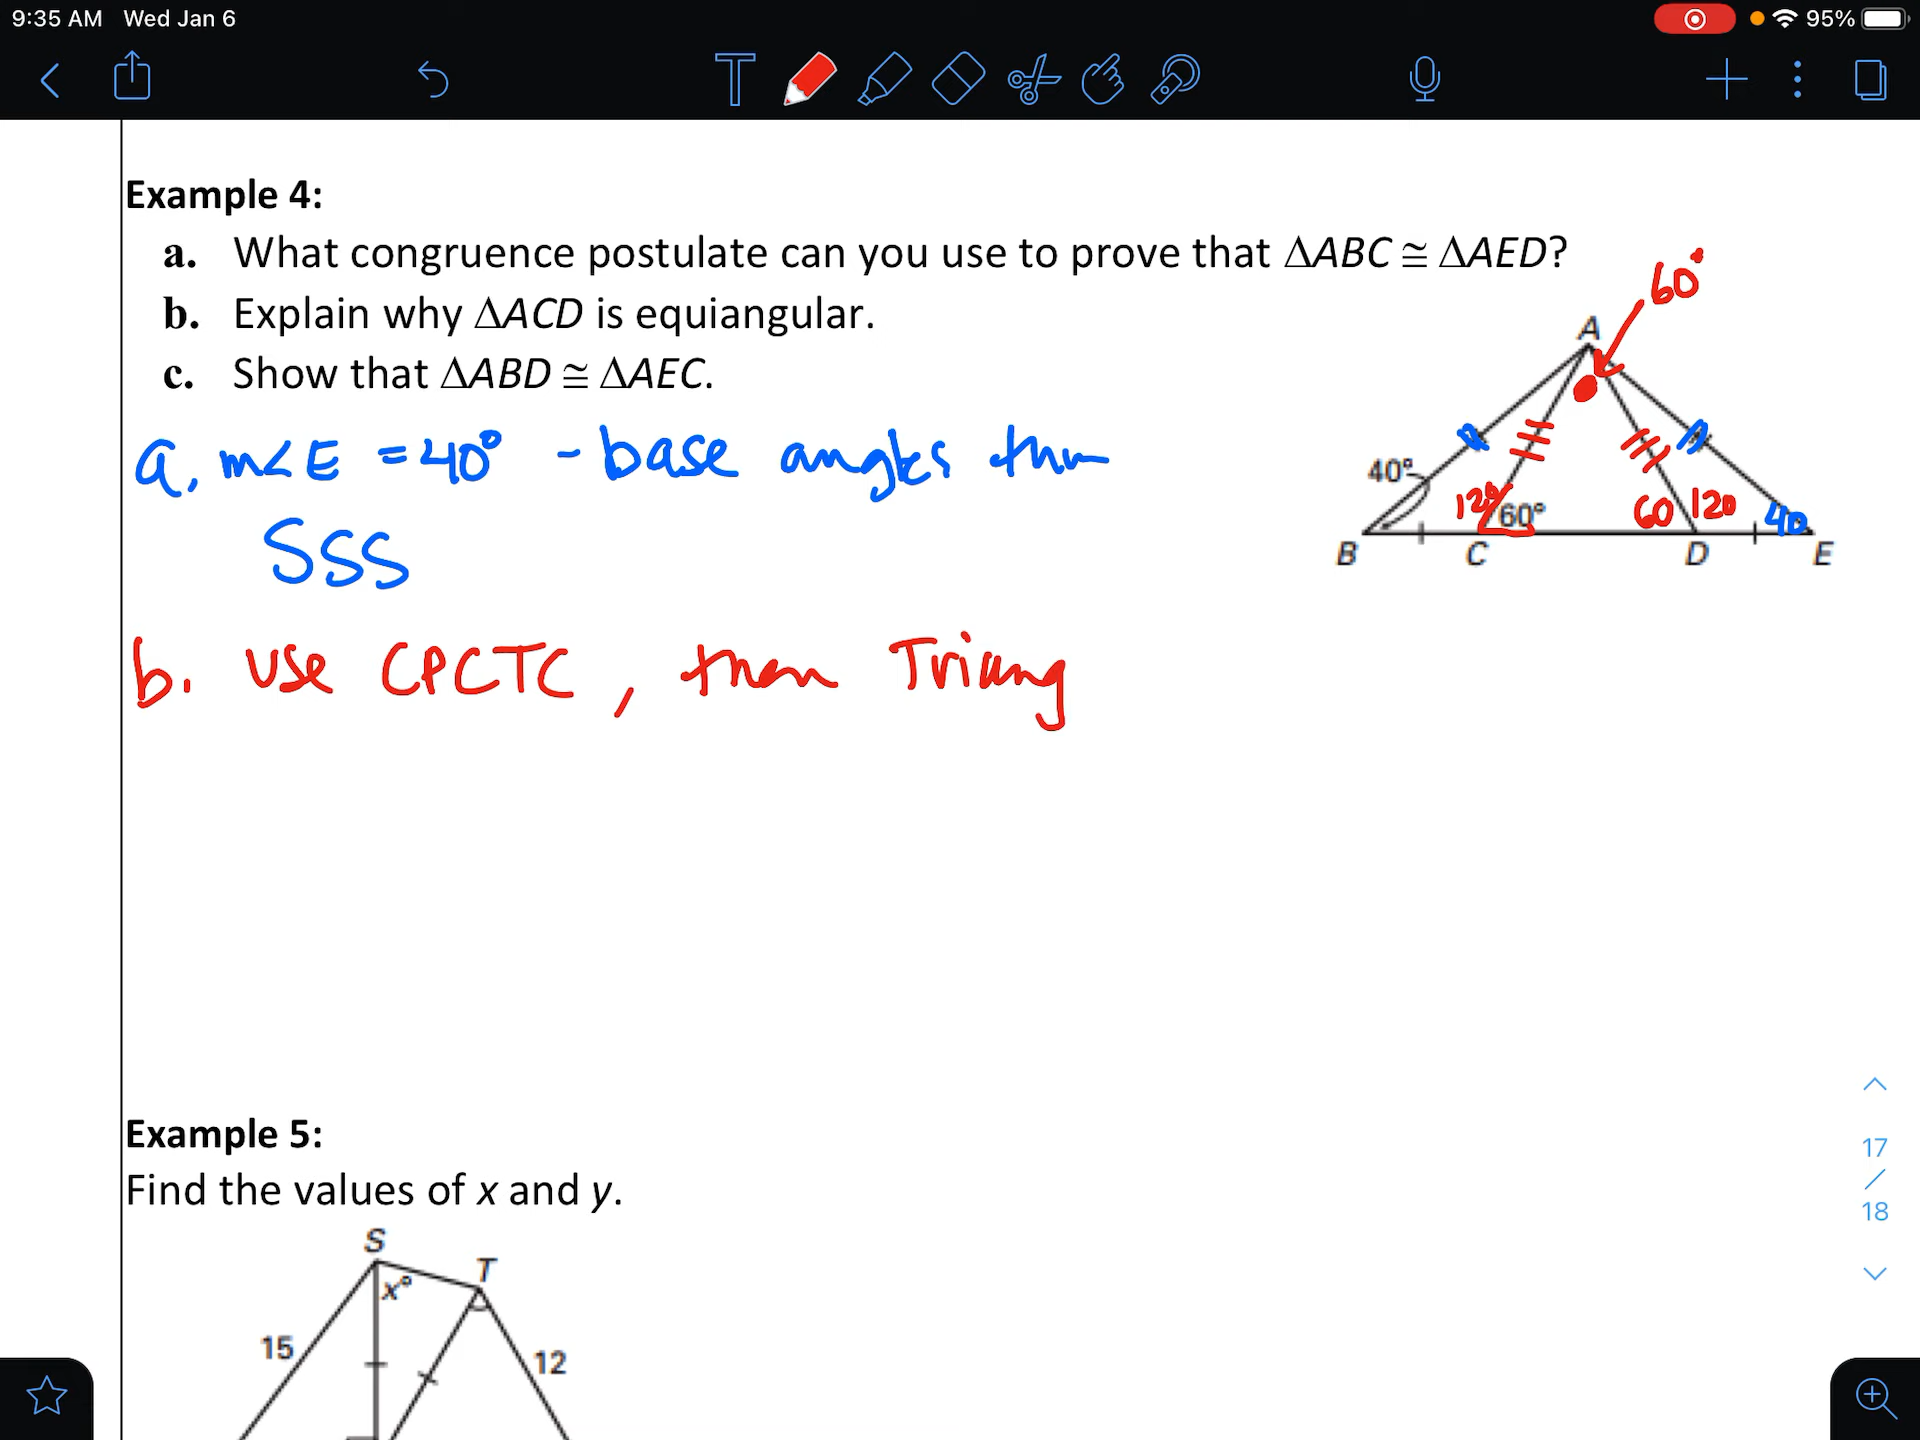 9:35 AM Wed Jan 6
95%
T
Example 4:
a. What congruence postulate can you use to prove that ΔABC ≅ ΔAED?
b. Explain why ΔACD is equiangular.
c. Show that ΔABD ≅ ΔAEC.
60°
A
40°
120
60°
60
120
40
B
C
D
E
a, m<E = 40° - base angles thm
SSS
b. use CPCTC, then Triang
Example 5:
Find the values of x and y.
S
T
x°
15
12
17
/
18